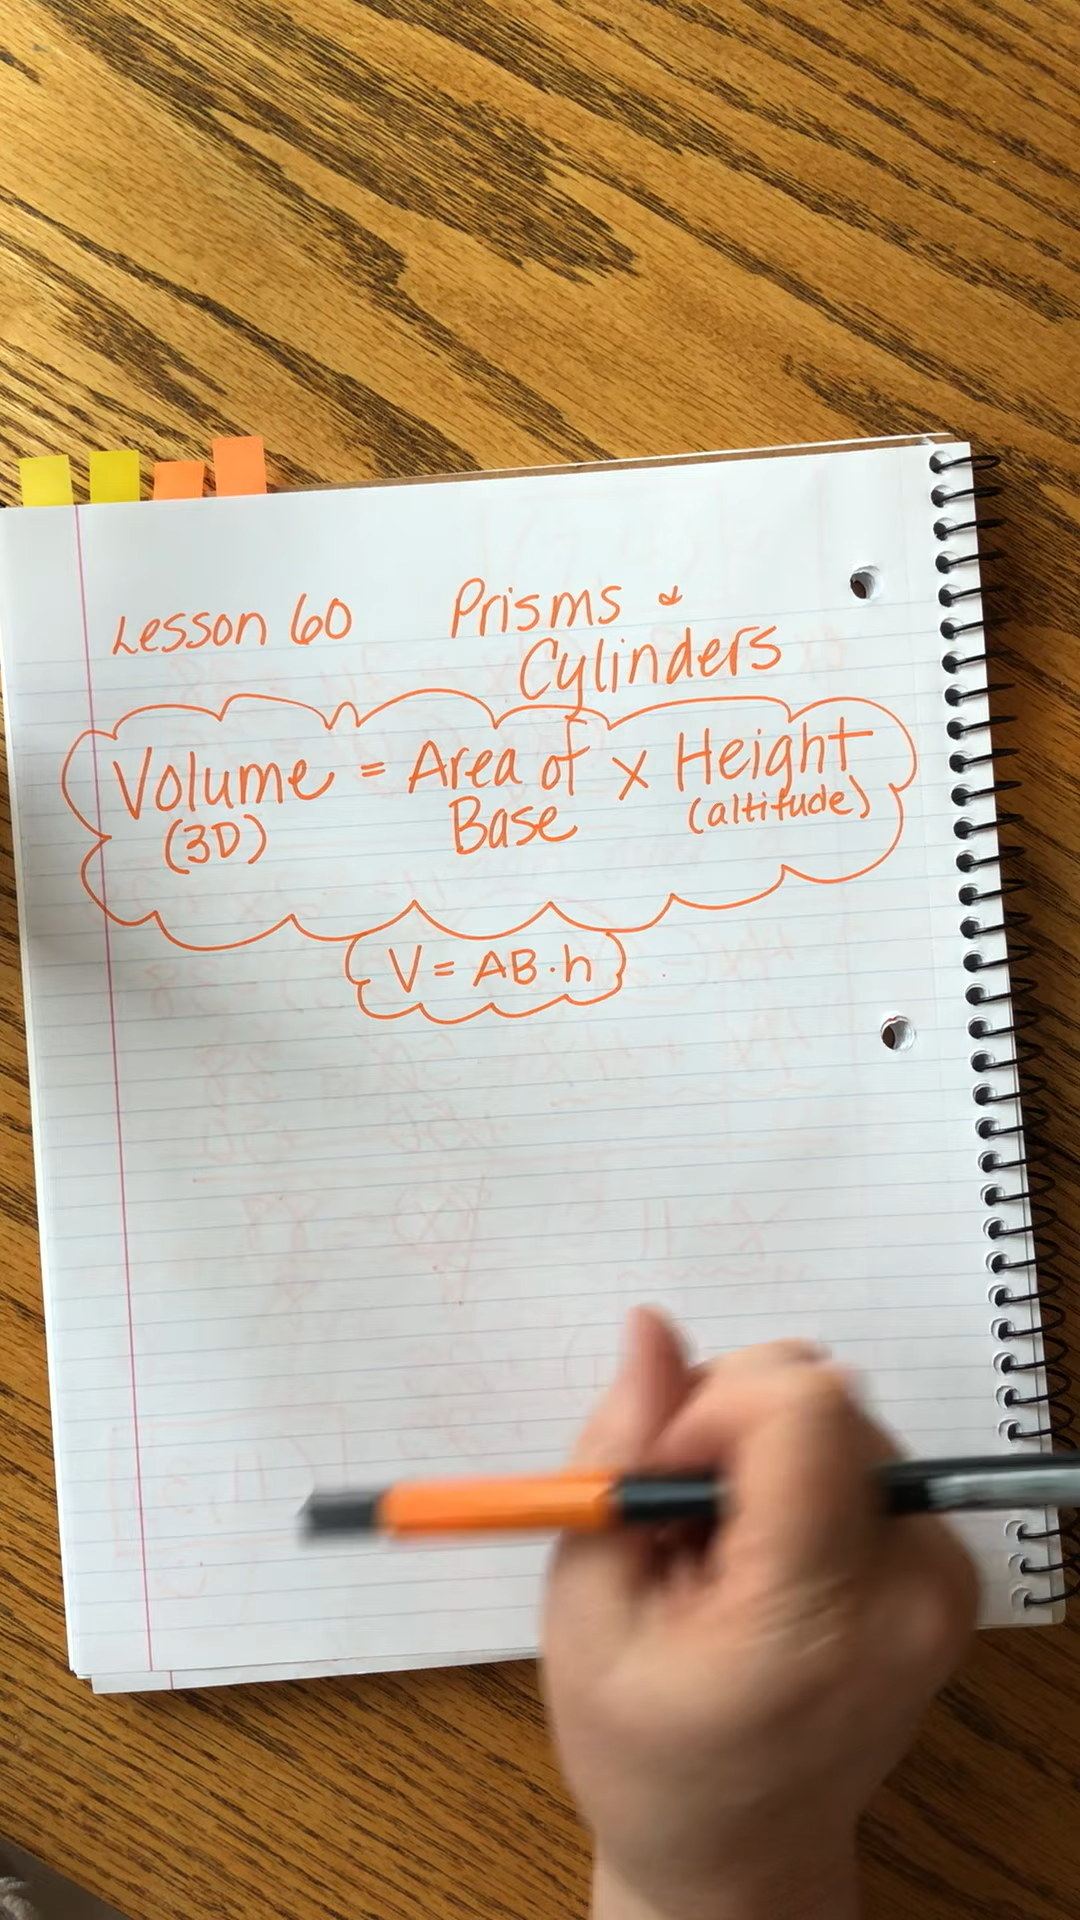 Lesson 60 Prisms &
Cylinders
Volume = Area of x Height
(3D) Base (altitude)
V = AB · h